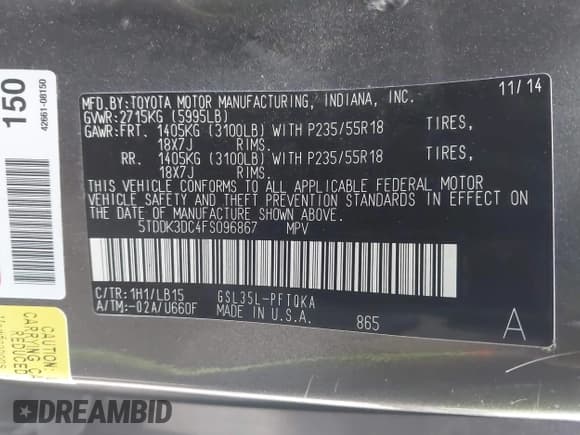 MFD.BY:TOYOTA MOTOR MANUFACTURING, INDIANA, INC. 11/14
GVWR:2715KG (5995LB)
GAWR:FRT. 1405KG (3100LB) WITH P235/55R18 TIRES,
18X7J RIMS.
RR. 1405KG (3100LB) WITH P235/55R18 TIRES,
18X7J RIMS.
THIS VEHICLE CONFORMS TO ALL APPLICABLE FEDERAL MOTOR
VEHICLE SAFETY AND THEFT PREVENTION STANDARDS IN EFFECT ON
THE DATE OF MANUFACTURE SHOWN ABOVE.
5TDDK3DC4FS096867 MPV
C/TR:1H1/LB15 GSL35L-PFTQKA
A/TM:-02A/U660F MADE IN U.S.A. 865
A
150
42661-08150
CAUTION:
CARRYING C
REDUCED
DREAMBID